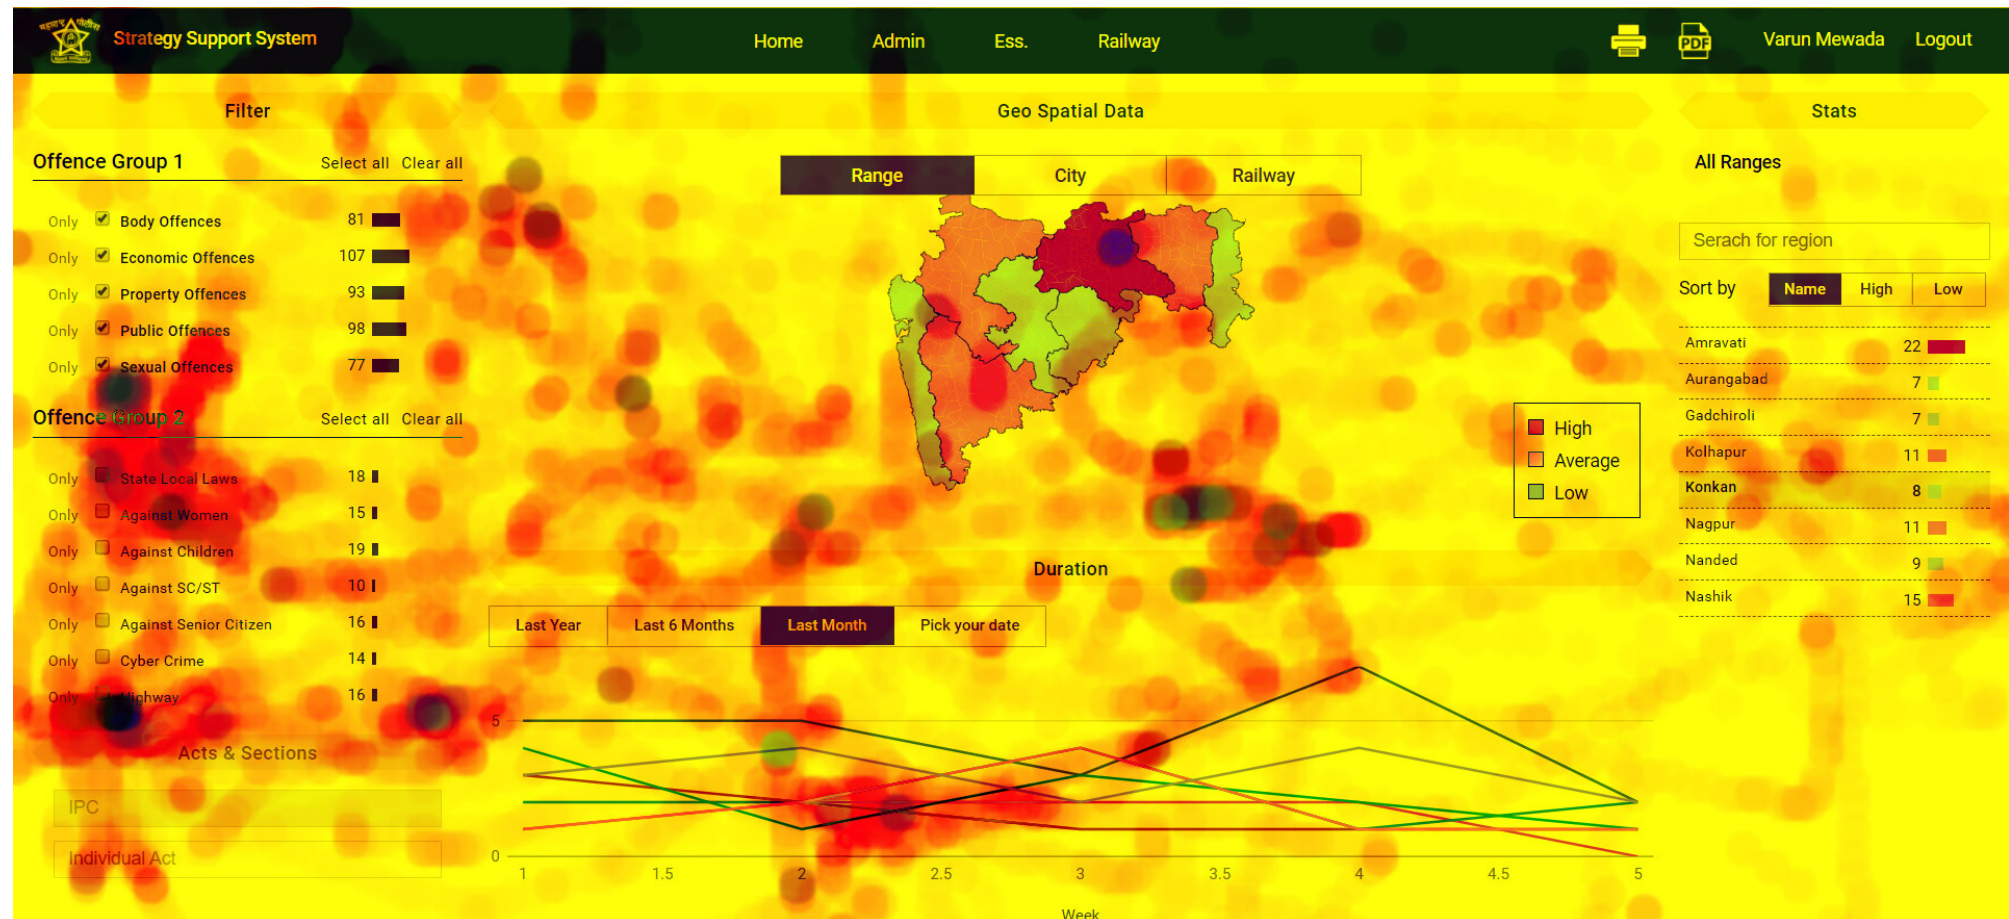 महाराष्ट्र पोलीस
Strategy Support System
Home Admin Ess. Railway
PDF
Varun Mewada Logout
Filter
Offence Group 1 Select all Clear all
Only Body Offences 81
Only Economic Offences 107
Only Property Offences 93
Only Public Offences 98
Only Sexual Offences 77
Offence Group 2 Select all Clear all
Only State Local Laws 18
Only Against Women 15
Only Against Children 19
Only Against SC/ST 10
Only Against Senior Citizen 16
Only Cyber Crime 14
Only Highway 16
Acts & Sections
IPC
Individual Act
Geo Spatial Data
Range City Railway
High
Average
Low
Duration
Last Year Last 6 Months Last Month Pick your date
5
0
1 1.5 2 2.5 3 3.5 4 4.5 5
Week
Stats
All Ranges
Serach for region
Sort by Name High Low
Amravati 22
Aurangabad 7
Gadchiroli 7
Kolhapur 11
Konkan 8
Nagpur 11
Nanded 9
Nashik 15